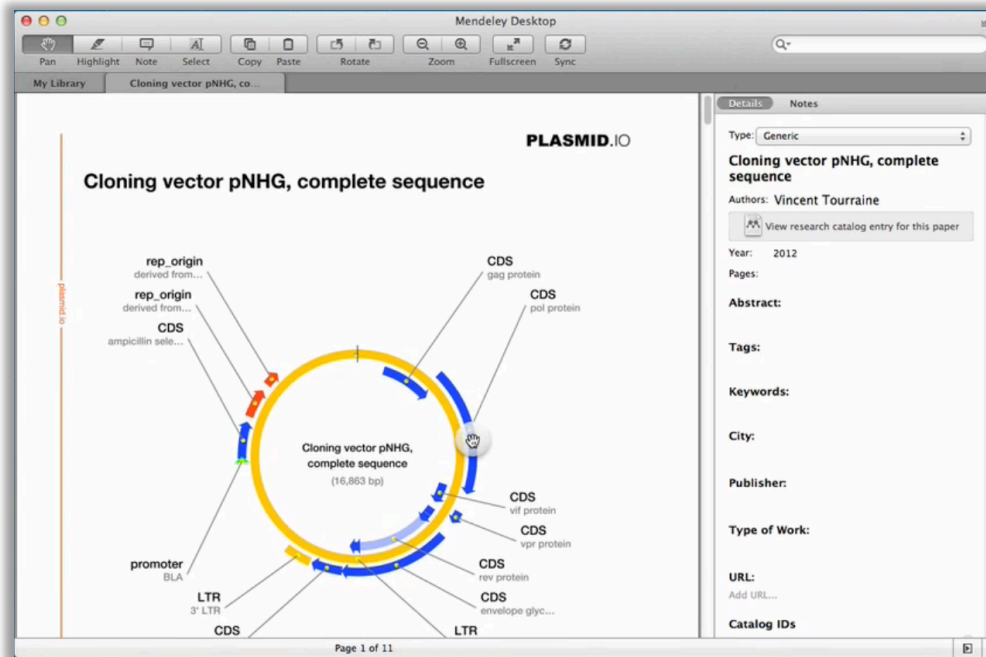 Mendeley Desktop
Pan
Highlight
Note
Select
Copy
Paste
Rotate
Zoom
Fullscreen
Sync
My Library
Cloning vector pNHG, co...
PLASMID.IO
Cloning vector pNHG, complete sequence
plasmid.io
rep_origin
derived from...
rep_origin
derived from...
CDS
ampicillin sele...
CDS
gag protein
CDS
pol protein
Cloning vector pNHG,
complete sequence
(16,863 bp)
CDS
vif protein
CDS
vpr protein
CDS
rev protein
CDS
envelope glyc...
promoter
BLA
LTR
3' LTR
CDS
LTR
Page 1 of 11
Details
Notes
Type: Generic
Cloning vector pNHG, complete
sequence
Authors: Vincent Tourraine
View research catalog entry for this paper
Year: 2012
Pages:
Abstract:
Tags:
Keywords:
City:
Publisher:
Type of Work:
URL:
Add URL...
Catalog IDs